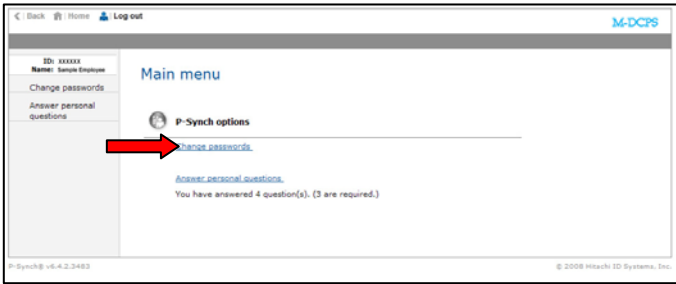 Back Home Log out
M-DCPS
ID: xxxxxx
Name: Sample Employee
Change passwords
Answer personal
questions
Main menu
P-Synch options
Change passwords
Answer personal questions
You have answered 4 question(s). (3 are required.)
P-Synch® v6.4.2.3483
© 2008 Hitachi ID Systems, Inc.